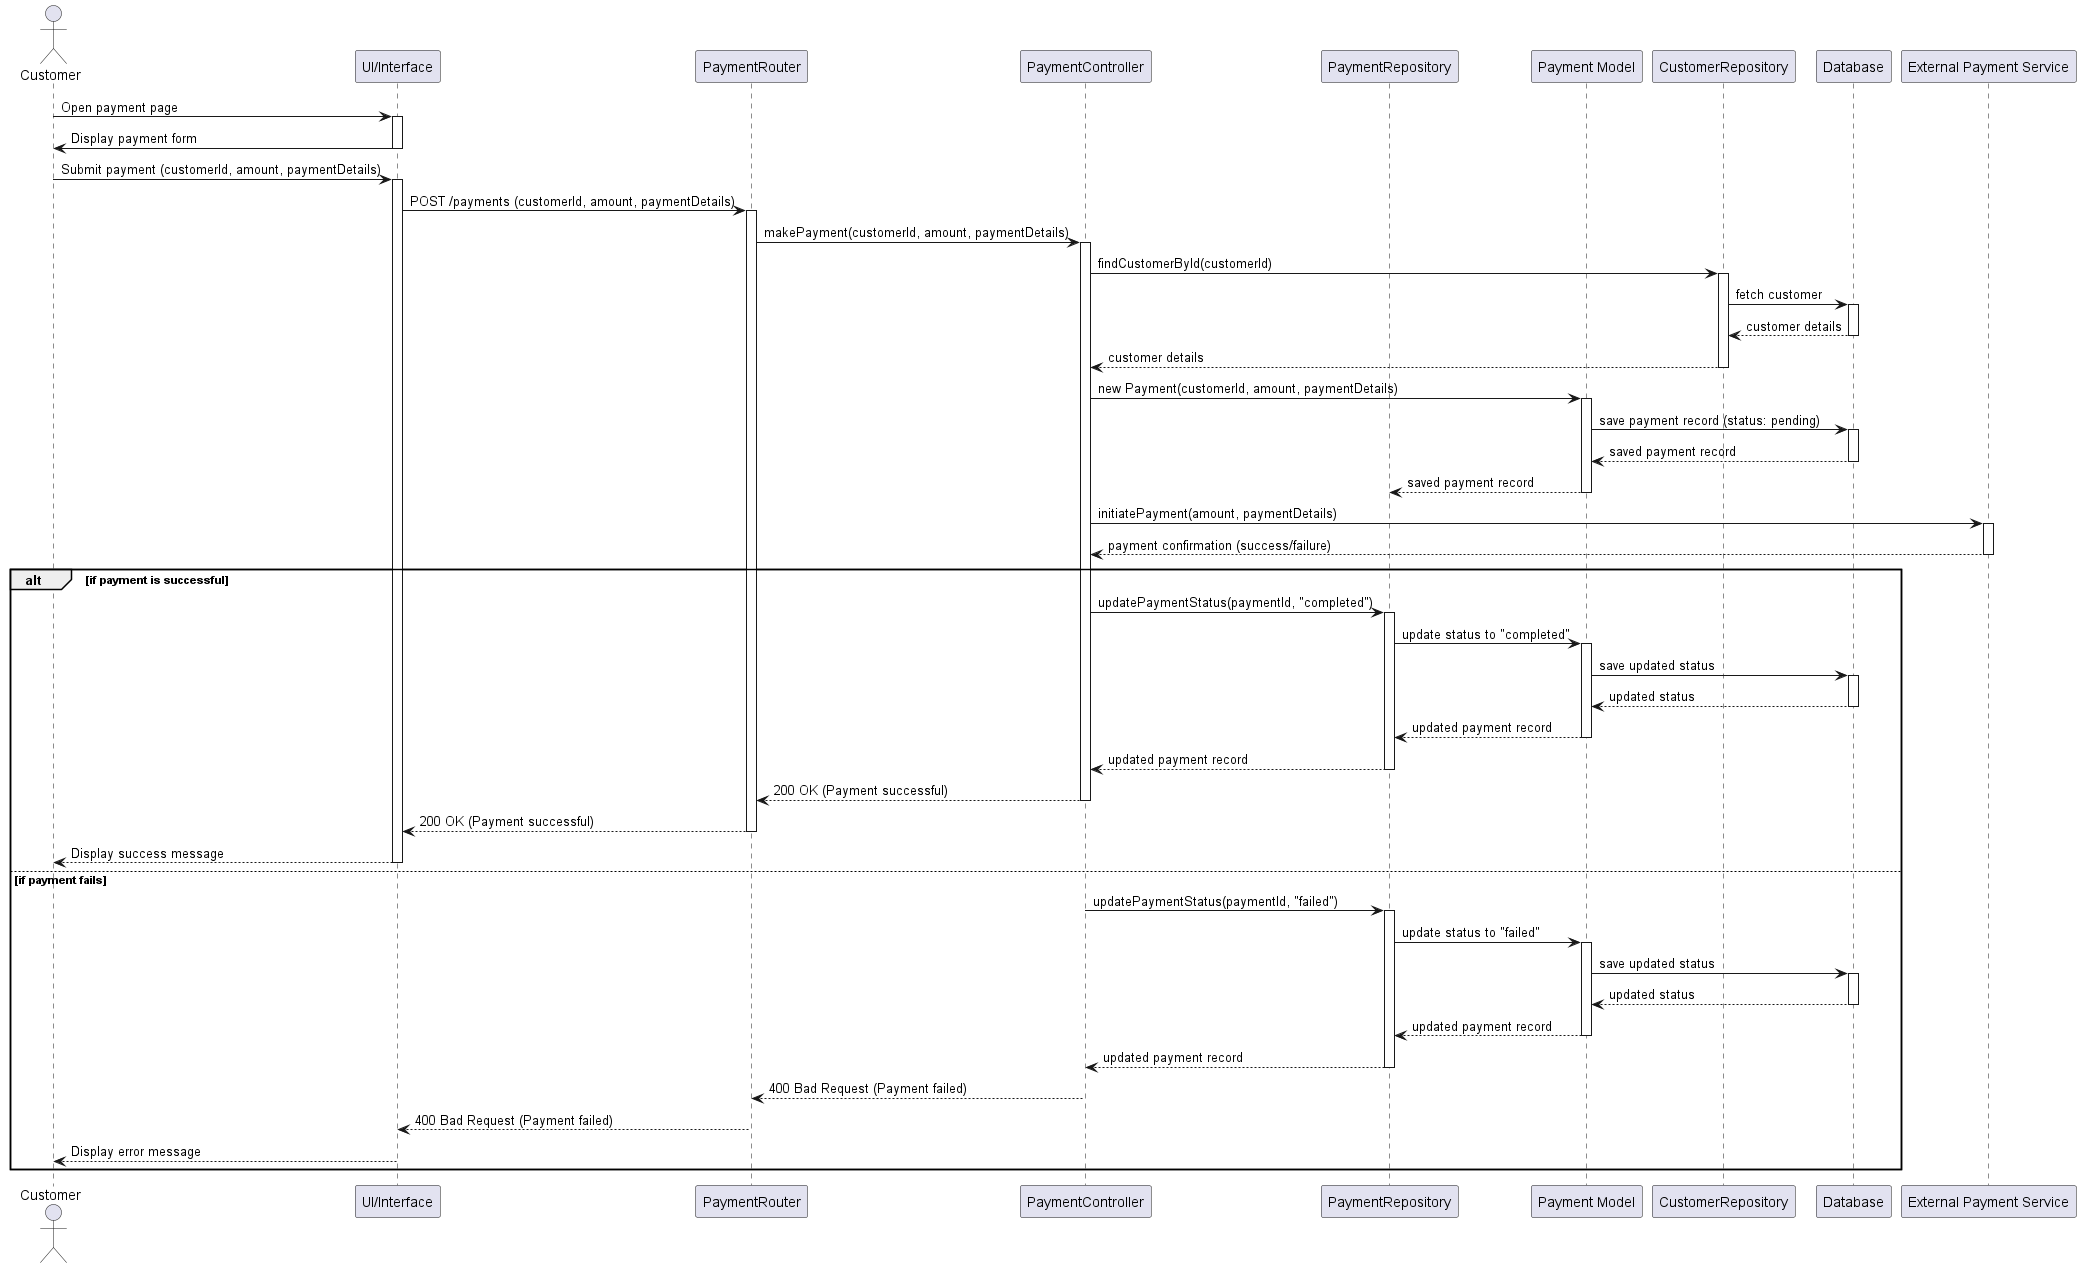 Customer
UI/Interface
PaymentRouter
PaymentController
PaymentRepository
Payment Model
CustomerRepository
Database
External Payment Service
Open payment page
Display payment form
Submit payment (customerId, amount, paymentDetails)
POST /payments (customerId, amount, paymentDetails)
makePayment(customerId, amount, paymentDetails)
findCustomerById(customerId)
fetch customer
customer details
customer details
new Payment(customerId, amount, paymentDetails)
save payment record (status: pending)
saved payment record
saved payment record
initiatePayment(amount, paymentDetails)
payment confirmation (success/failure)
alt
[if payment is successful]
updatePaymentStatus(paymentId, "completed")
update status to "completed"
save updated status
updated status
updated payment record
updated payment record
200 OK (Payment successful)
200 OK (Payment successful)
Display success message
[if payment fails]
updatePaymentStatus(paymentId, "failed")
update status to "failed"
save updated status
updated status
updated payment record
updated payment record
400 Bad Request (Payment failed)
400 Bad Request (Payment failed)
Display error message
Customer
UI/Interface
PaymentRouter
PaymentController
PaymentRepository
Payment Model
CustomerRepository
Database
External Payment Service